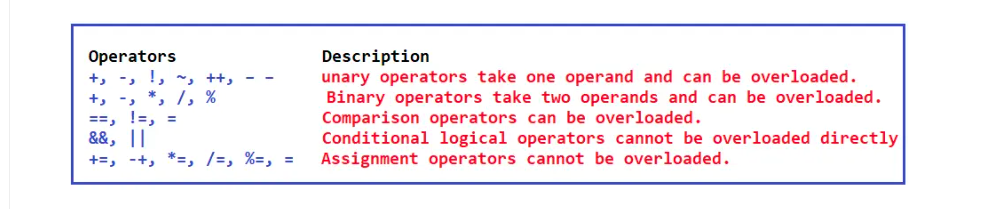 Operators Description
+, -, !, ~, ++, - - unary operators take one operand and can be overloaded.
+, -, *, /, % Binary operators take two operands and can be overloaded.
==, !=, = Comparison operators can be overloaded.
&&, || Conditional logical operators cannot be overloaded directly
+=, -+, *=, /=, %=, = Assignment operators cannot be overloaded.